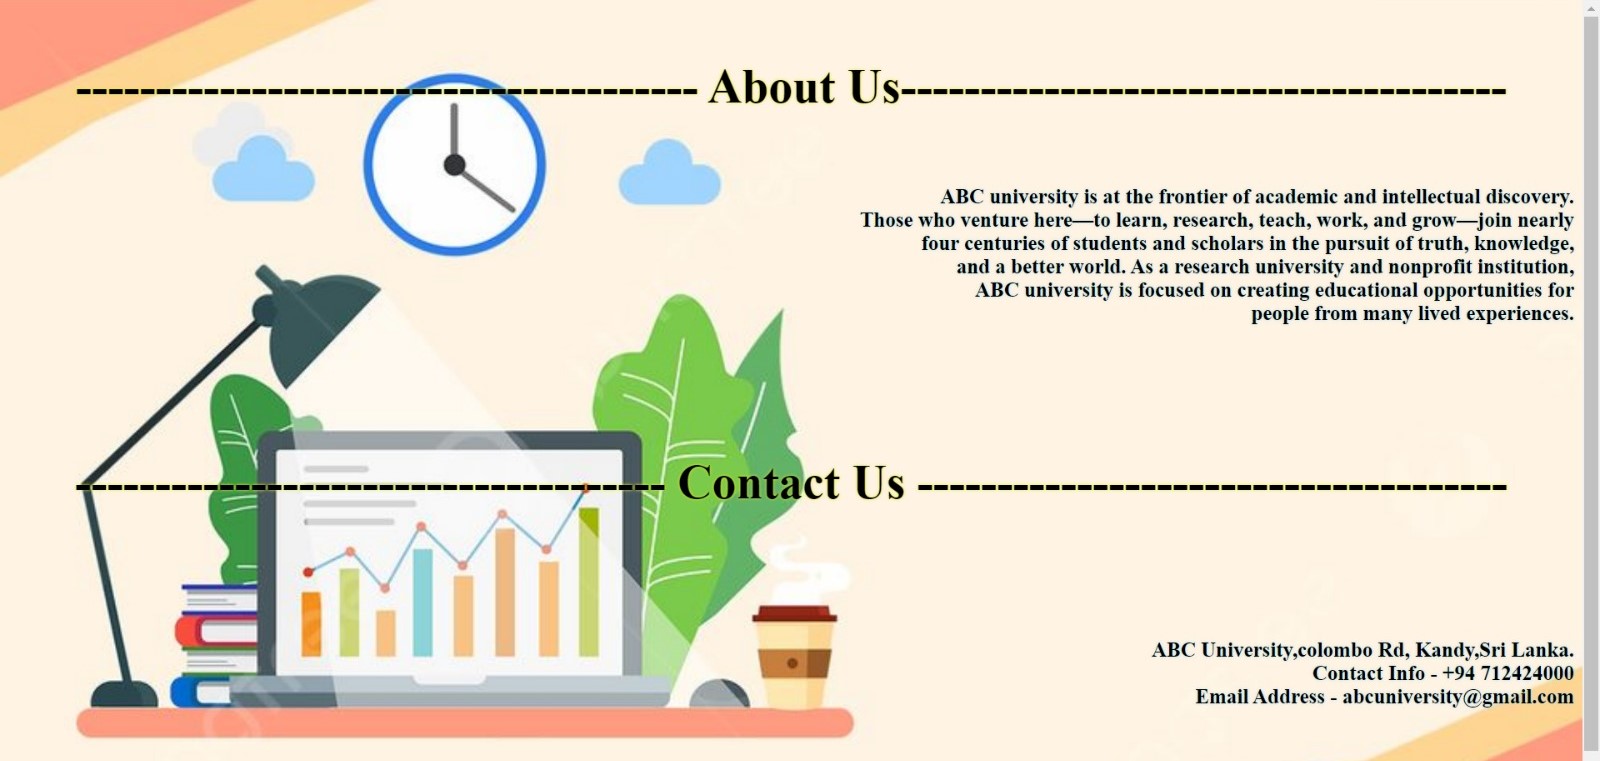 --------------------------------------- About Us--------------------------------------
ABC university is at the frontier of academic and intellectual discovery.
Those who venture here—to learn, research, teach, work, and grow—join nearly
four centuries of students and scholars in the pursuit of truth, knowledge,
and a better world. As a research university and nonprofit institution,
ABC university is focused on creating educational opportunities for
people from many lived experiences.
------------------------------------- Contact Us -------------------------------------
ABC University,colombo Rd, Kandy,Sri Lanka.
Contact Info - +94 712424000
Email Address - abcuniversity@gmail.com